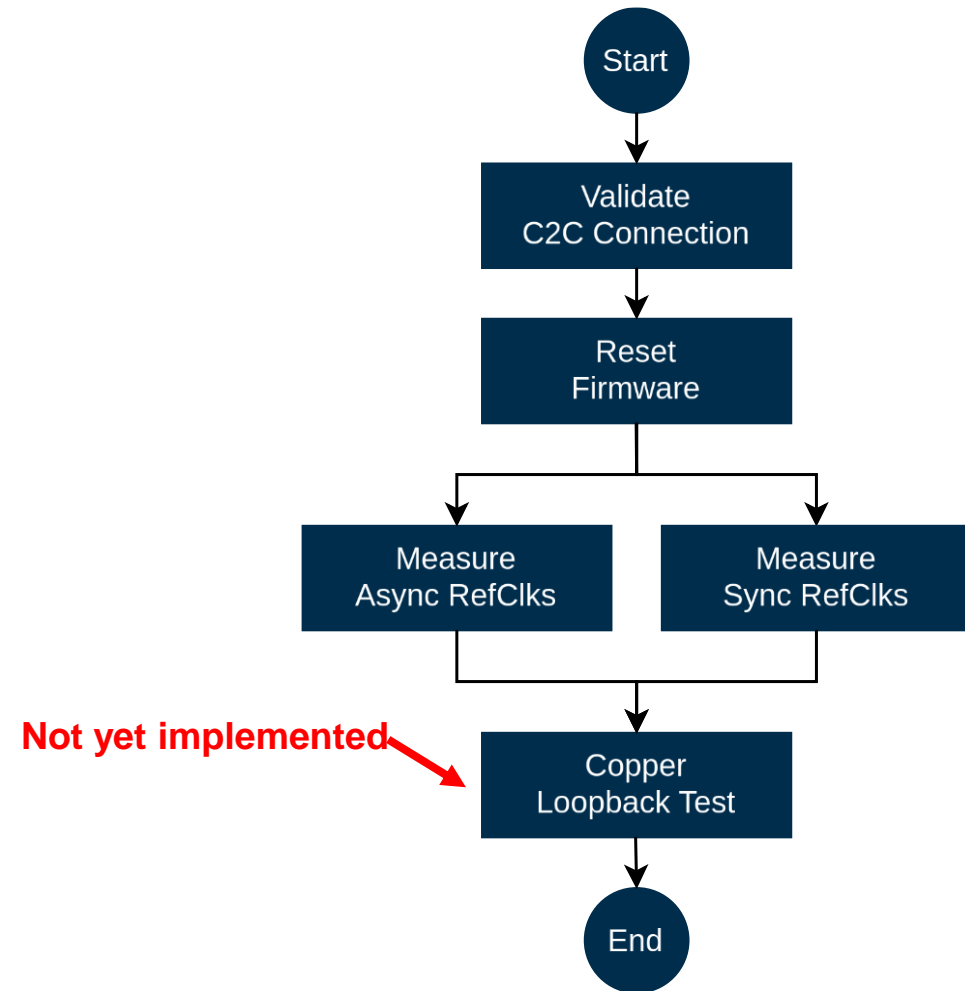 Start
Validate
C2C Connection
Reset
Firmware
Measure
Async RefClks
Measure
Sync RefClks
Not yet implemented
Copper
Loopback Test
End